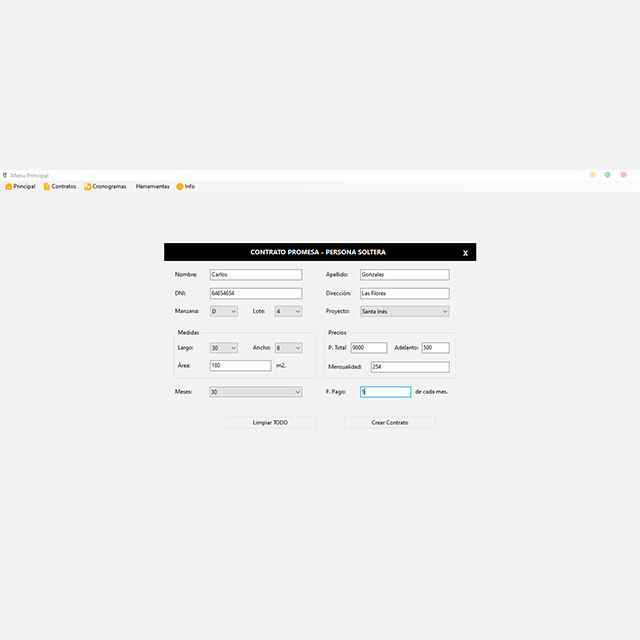 Menu Principal
Principal Contratos Cronogramas Herramientas Info
CONTRATO PROMESA - PERSONA SOLTERA X
Nombre: Carlos Apellido: Gonzales
DNI: 64654654 Dirección: Las Flores
Manzana: D Lote: 4 Proyecto: Santa Inés
Medidas Precios
Largo: 30 Ancho: 6 P. Total 9000 Adelanto: 500
Área: 180 m2. Mensualidad: 254
Meses: 30 F. Pago: 5 de cada mes.
Limpiar TODO Crear Contrato